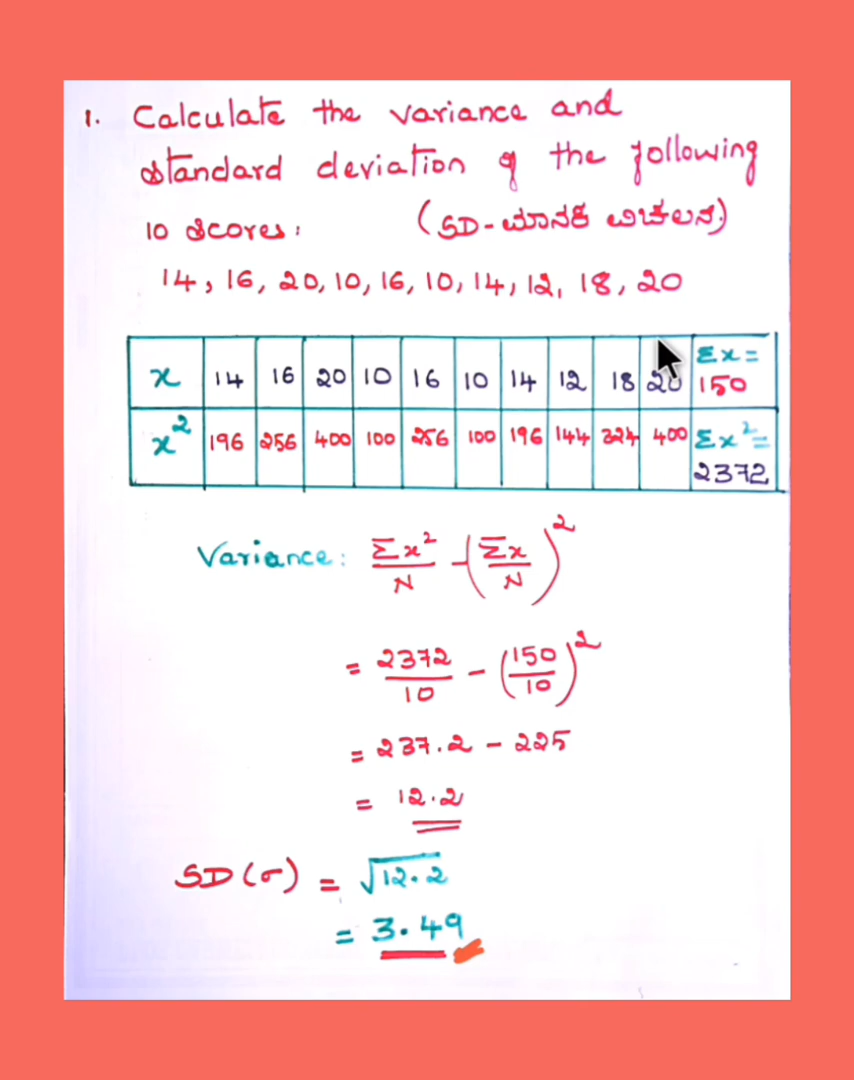 1. Calculate the variance and
standard deviation of the following
10 scores: (SD-ಮಾನಕ ವಿಚಲನೆ)
14, 16, 20, 10, 16, 10, 14, 12, 18, 20
x 14 16 20 10 16 10 14 12 18 20 Σx = 150
x² 196 256 400 100 256 100 196 144 324 400 Σx² = 2372
Variance: Σx²/N - (Σx/N)²
= 2372/10 - (150/10)²
= 237.2 - 225
= 12.2
SD(σ) = √12.2
= 3.49